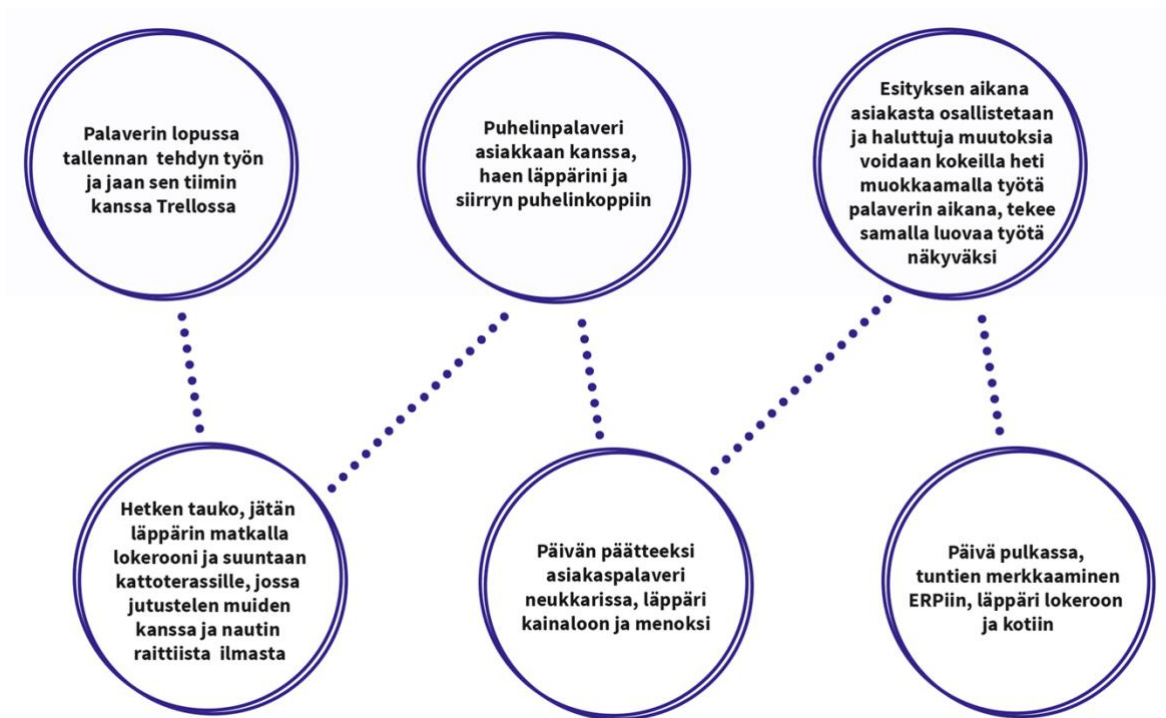 Palaverin lopussa
tallennan tehdyn työn
ja jaan sen tiimin
kanssa Trellossa
Hetken tauko, jätän
läppärin matkalla
lokerooni ja suuntaan
kattoterassille, jossa
jutustelen muiden
kanssa ja nautin
raittiista ilmasta
Puhelinpalaveri
asiakkaan kanssa,
haen läppärini ja
siirryn puhelinkoppiin
Päivän päätteeksi
asiakaspalaveri
neukkarissa, läppäri
kainaloon ja menoksi
Esityksen aikana
asiakasta osallistetaan
ja haluttuja muutoksia
voidaan kokeilla heti
muokkaamalla työtä
palaverin aikana, tekee
samalla luovaa työtä
näkyväksi
Päivä pulkassa,
tuntien merkkaaminen
ERPiin, läppäri lokeroon
ja kotiin